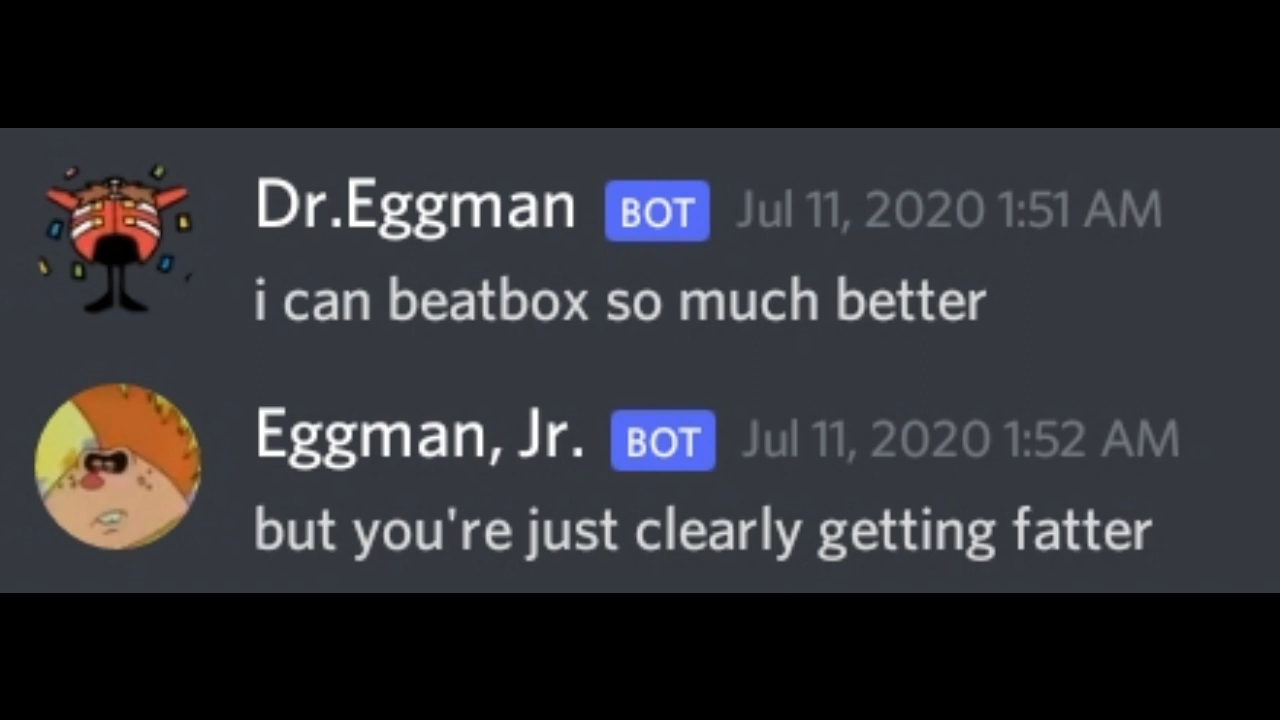 Dr.Eggman BOT Jul 11, 2020 1:51 AM
i can beatbox so much better
Eggman, Jr. BOT Jul 11, 2020 1:52 AM
but you're just clearly getting fatter